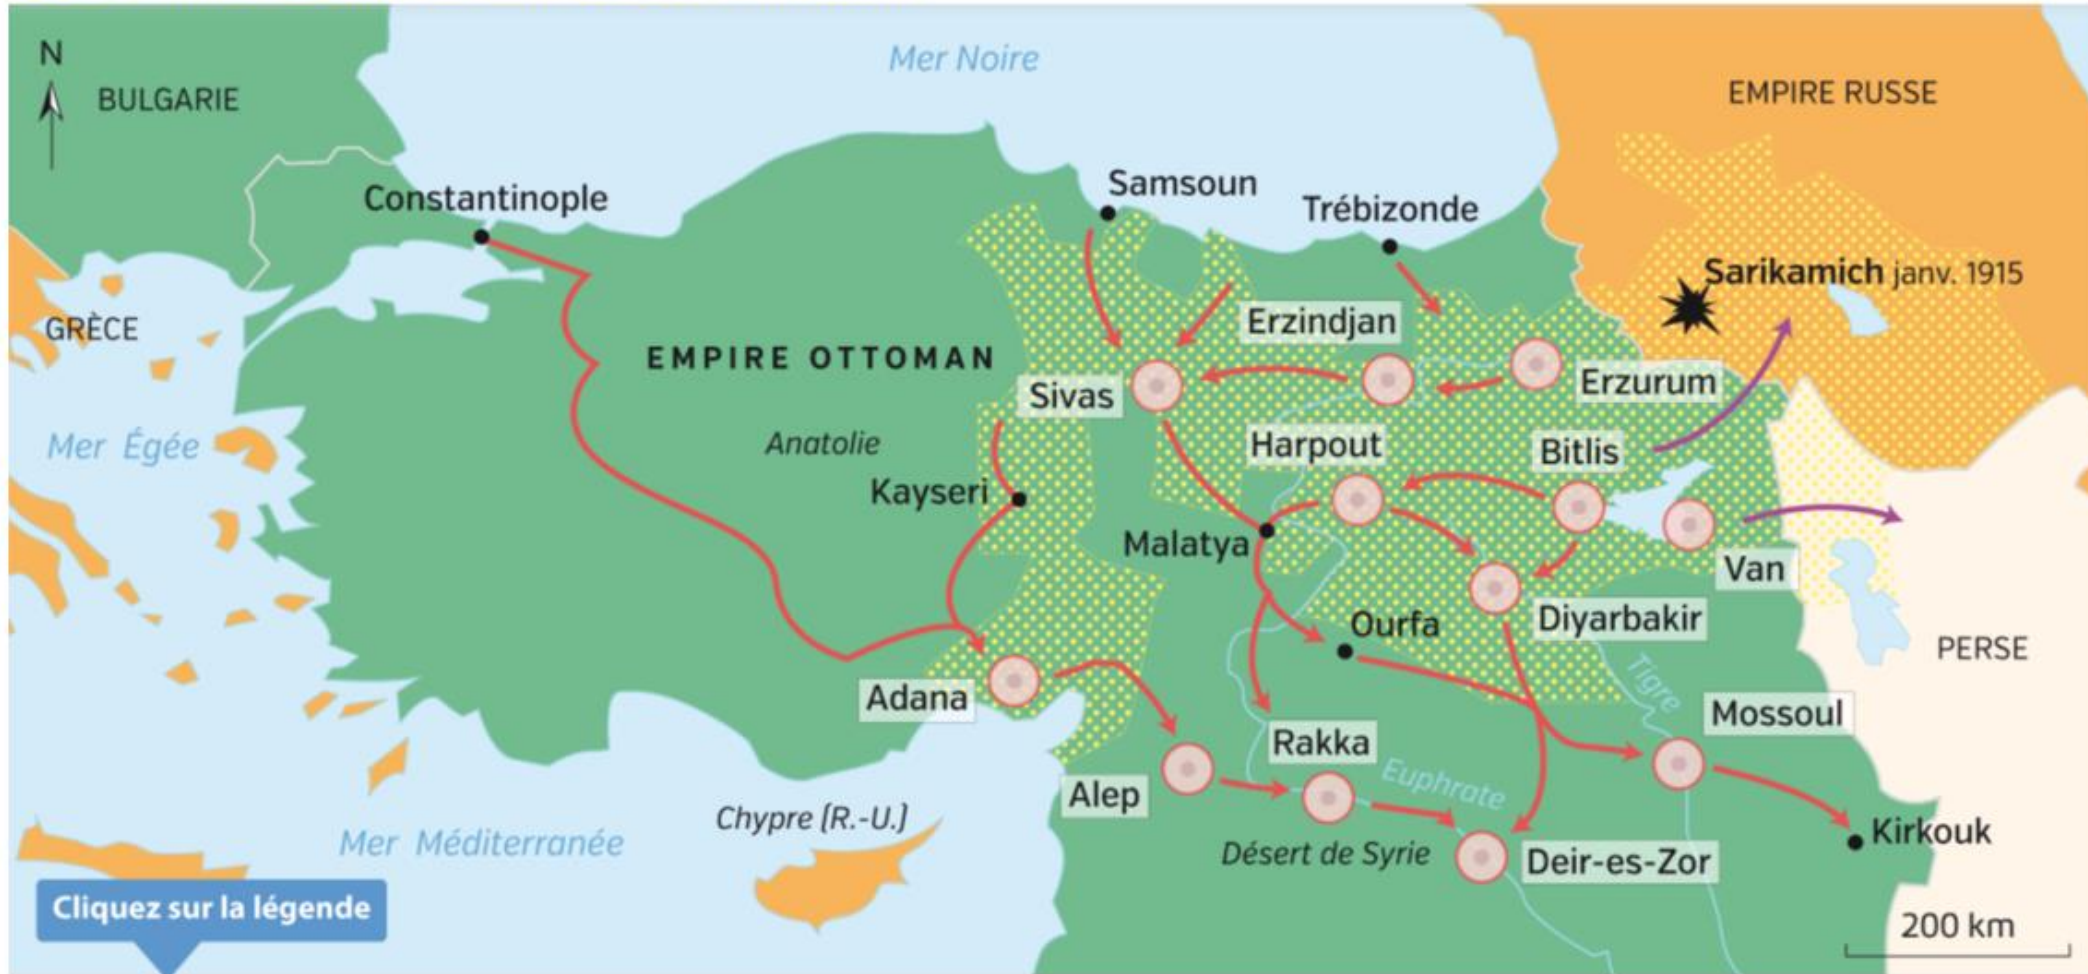 Mer Noire
N
BULGARIE
EMPIRE RUSSE
Samsoun
Constantinople
Trébizonde
Sarikamich janv. 1915
GRÈCE
Erzindjan
EMPIRE OTTOMAN
Erzurum
Sivas
Mer Égée
Anatolie
Harpout
Bitlis
Kayseri
Malatya
Van
Ourfa
Diyarbakir
PERSE
Tigre
Adana
Mossoul
Rakka
Alep
Euphrate
Chypre (R.-U.)
Mer Méditerranée
Kirkouk
Désert de Syrie
Deir-es-Zor
Cliquez sur la légende
200 km